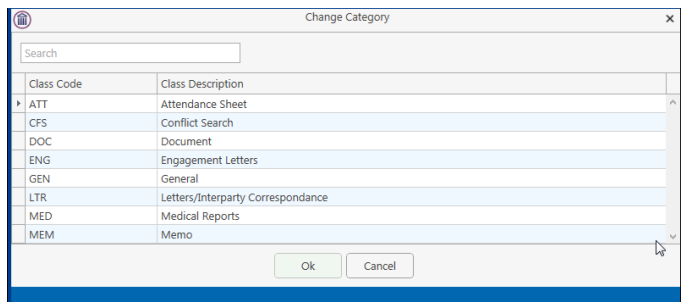 Change Category
Search
Class Code Class Description
ATT Attendance Sheet
CFS Conflict Search
DOC Document
ENG Engagement Letters
GEN General
LTR Letters/Interparty Correspondance
MED Medical Reports
MEM Memo
Ok Cancel